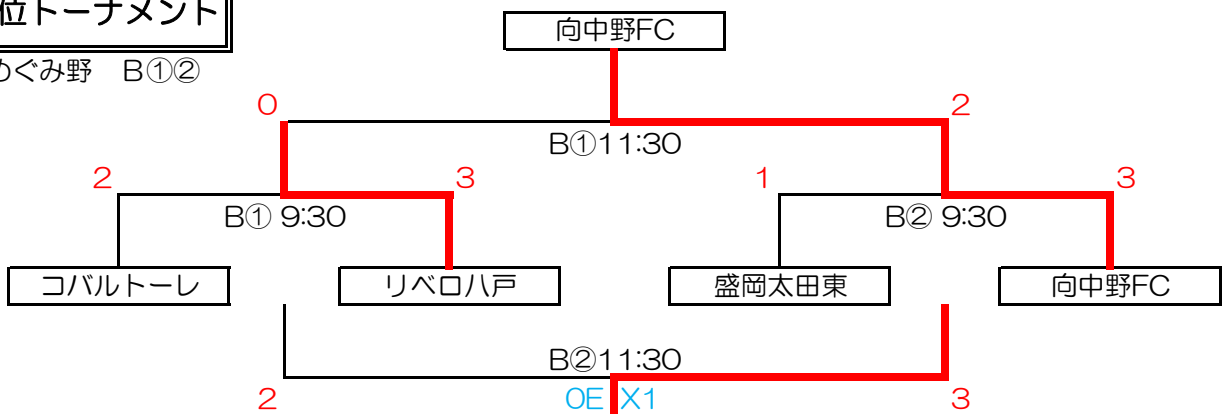 位トーナメント
向中野FC
めぐみ野 B①②
0
2
B①11:30
2
3
1
3
B① 9:30
B② 9:30
コバルトーレ
リベロ八戸
盛岡太田東
向中野FC
B②11:30
2
OE X1
3